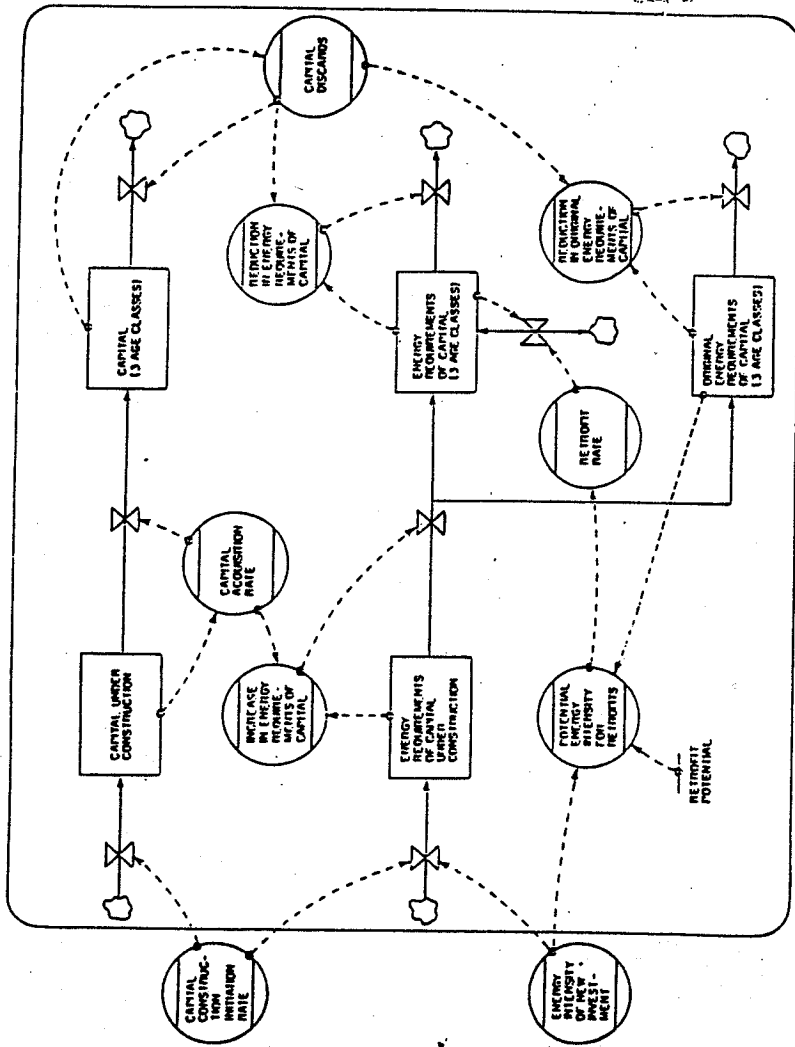 CAPITAL
DISCARDS
CAPITAL
(3 AGE CLASSES)
REDUCTION
IN ENERGY
REQUIRE-
MENTS OF
CAPITAL
ENERGY
REQUIREMENTS
OF CAPITAL
(3 AGE CLASSES)
REDUCTION
IN ORIGINAL
ENERGY
REQUIRE-
MENTS OF
CAPITAL
ORIGINAL
ENERGY
REQUIREMENTS
OF CAPITAL
(3 AGE CLASSES)
RETROFIT
RATE
CAPITAL
ACQUISITION
RATE
CAPITAL UNDER
CONSTRUCTION
INCREASE
IN ENERGY
REQUIRE-
MENTS OF
CAPITAL
ENERGY
REQUIREMENTS
OF CAPITAL
UNDER
CONSTRUCTION
POTENTIAL
ENERGY
INTENSITY
FOR
RETROFITS
RETROFIT
POTENTIAL
CAPITAL
CONSTRUC-
TION
INITIATION
RATE
ENERGY
INTENSITY
OF NEW
INVEST-
MENT